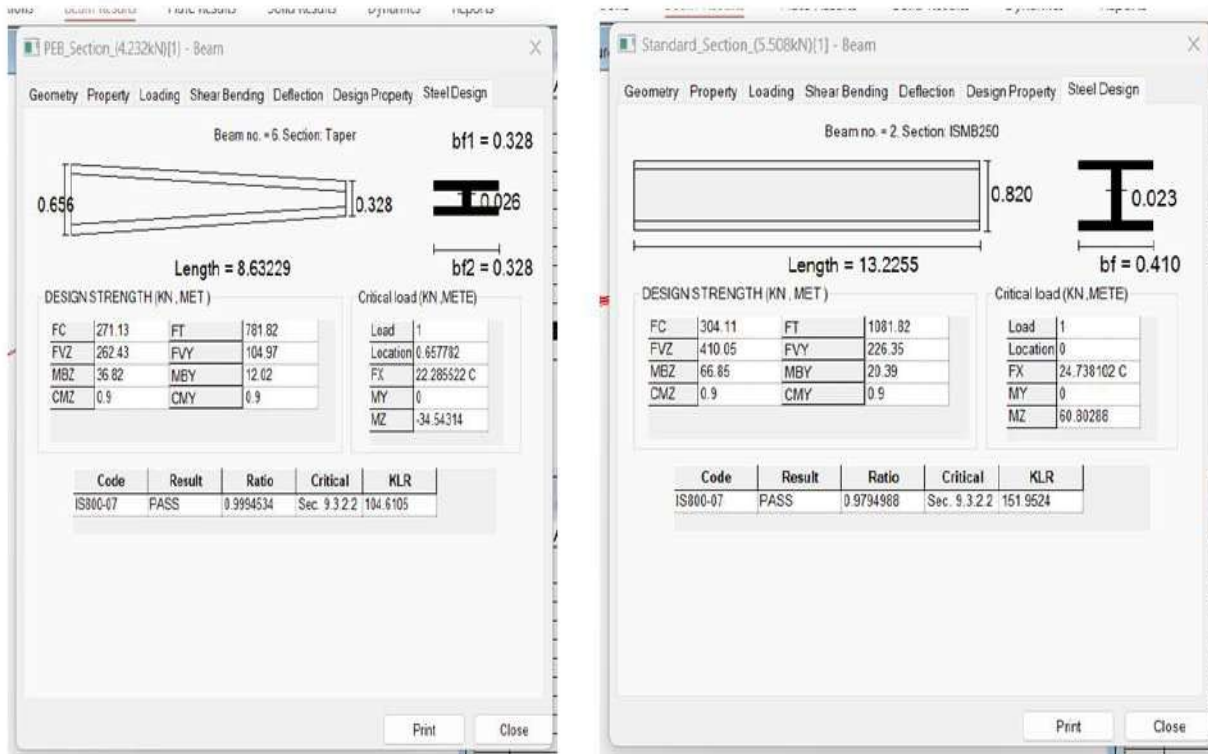 PEB_Section_(4.232kN)[1] - Beam
Geometry Property Loading Shear Bending Deflection Design Property Steel Design
Beam no. = 6. Section: Taper
bf1 = 0.328
0.656
0.328
0.026
Length = 8.63229
bf2 = 0.328
DESIGN STRENGTH (KN , MET )
Critical load (KN ,METE)
FC 271.13 FT 781.82
Load 1
FVZ 262.43 FVY 104.97
Location 0.657782
MBZ 36.82 MBY 12.02
FX 22.285522 C
CMZ 0.9 CMY 0.9
MY 0
MZ -34.54314
Code Result Ratio Critical KLR
IS800-07 PASS 0.9994534 Sec. 9.3.2.2 104.6105
Print Close
Standard_Section_(5.508kN)[1] - Beam
Geometry Property Loading Shear Bending Deflection Design Property Steel Design
Beam no. = 2. Section: ISMB250
0.820
0.023
Length = 13.2255
bf = 0.410
DESIGN STRENGTH (KN , MET )
Critical load (KN ,METE)
FC 304.11 FT 1081.82
Load 1
FVZ 410.05 FVY 226.35
Location 0
MBZ 66.85 MBY 20.39
FX 24.738102 C
CMZ 0.9 CMY 0.9
MY 0
MZ 60.80288
Code Result Ratio Critical KLR
IS800-07 PASS 0.9794988 Sec. 9.3.2.2 151.9524
Print Close